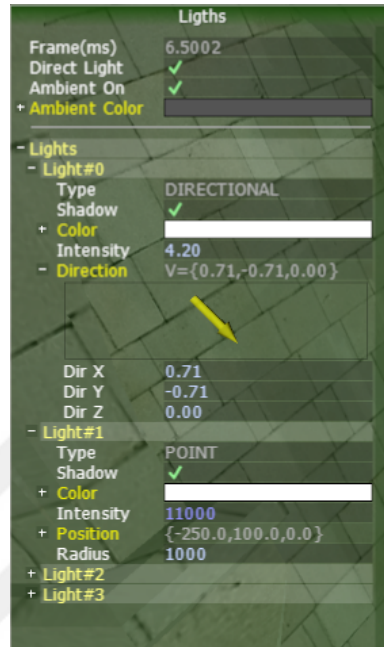 Ligths
Frame(ms) 6.5002
Direct Light ✓
Ambient On ✓
+ Ambient Color
- Lights
- Light#0
Type DIRECTIONAL
Shadow ✓
+ Color
Intensity 4.20
- Direction V={0.71,-0.71,0.00}
Dir X 0.71
Dir Y -0.71
Dir Z 0.00
- Light#1
Type POINT
Shadow ✓
+ Color
Intensity 11000
+ Position {-250.0,100.0,0.0}
Radius 1000
+ Light#2
+ Light#3